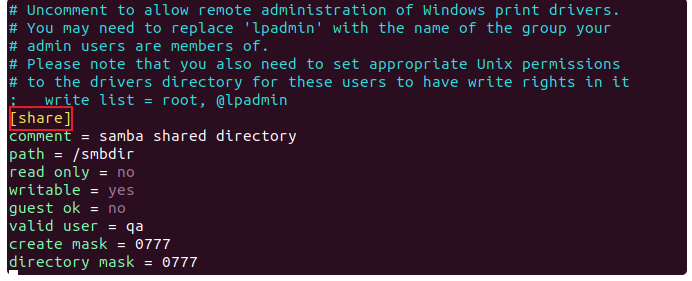 # Uncomment to allow remote administration of Windows print drivers.
# You may need to replace 'lpadmin' with the name of the group your
# admin users are members of.
# Please note that you also need to set appropriate Unix permissions
# to the drivers directory for these users to have write rights in it
;   write list = root, @lpadmin
[share]
comment = samba shared directory
path = /smbdir
read only = no
writable = yes
guest ok = no
valid user = qa
create mask = 0777
directory mask = 0777